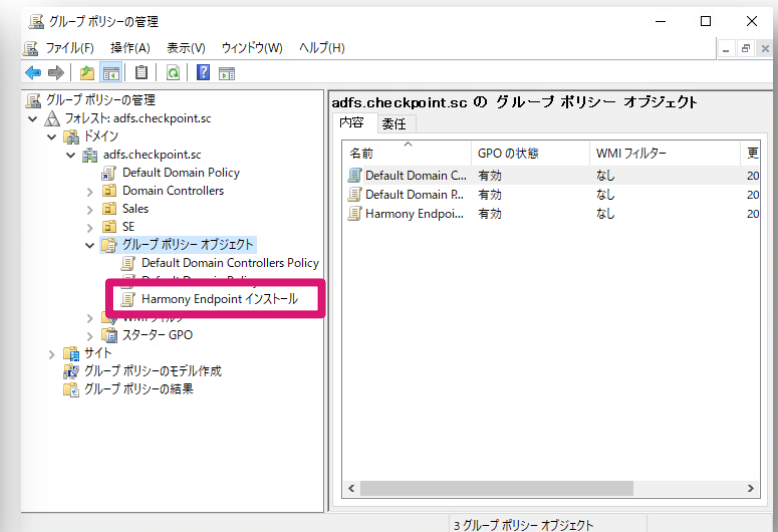 グループ ポリシーの管理
ファイル(F) 操作(A) 表示(V) ウィンドウ(W) ヘルプ(H)
グループ ポリシーの管理
フォレスト: adfs.checkpoint.sc
ドメイン
adfs.checkpoint.sc
Default Domain Policy
Domain Controllers
Sales
SE
グループ ポリシー オブジェクト
Default Domain Controllers Policy
Default Domain Policy
Harmony Endpoint インストール
WMI フィルター
スターター GPO
サイト
グループ ポリシーのモデル作成
グループ ポリシーの結果
adfs.checkpoint.sc の グループ ポリシー オブジェクト
内容 委任
名前 GPO の状態 WMI フィルター 更
Default Domain C... 有効 なし 20
Default Domain P... 有効 なし 20
Harmony Endpoi... 有効 なし 20
3 グループ ポリシー オブジェクト